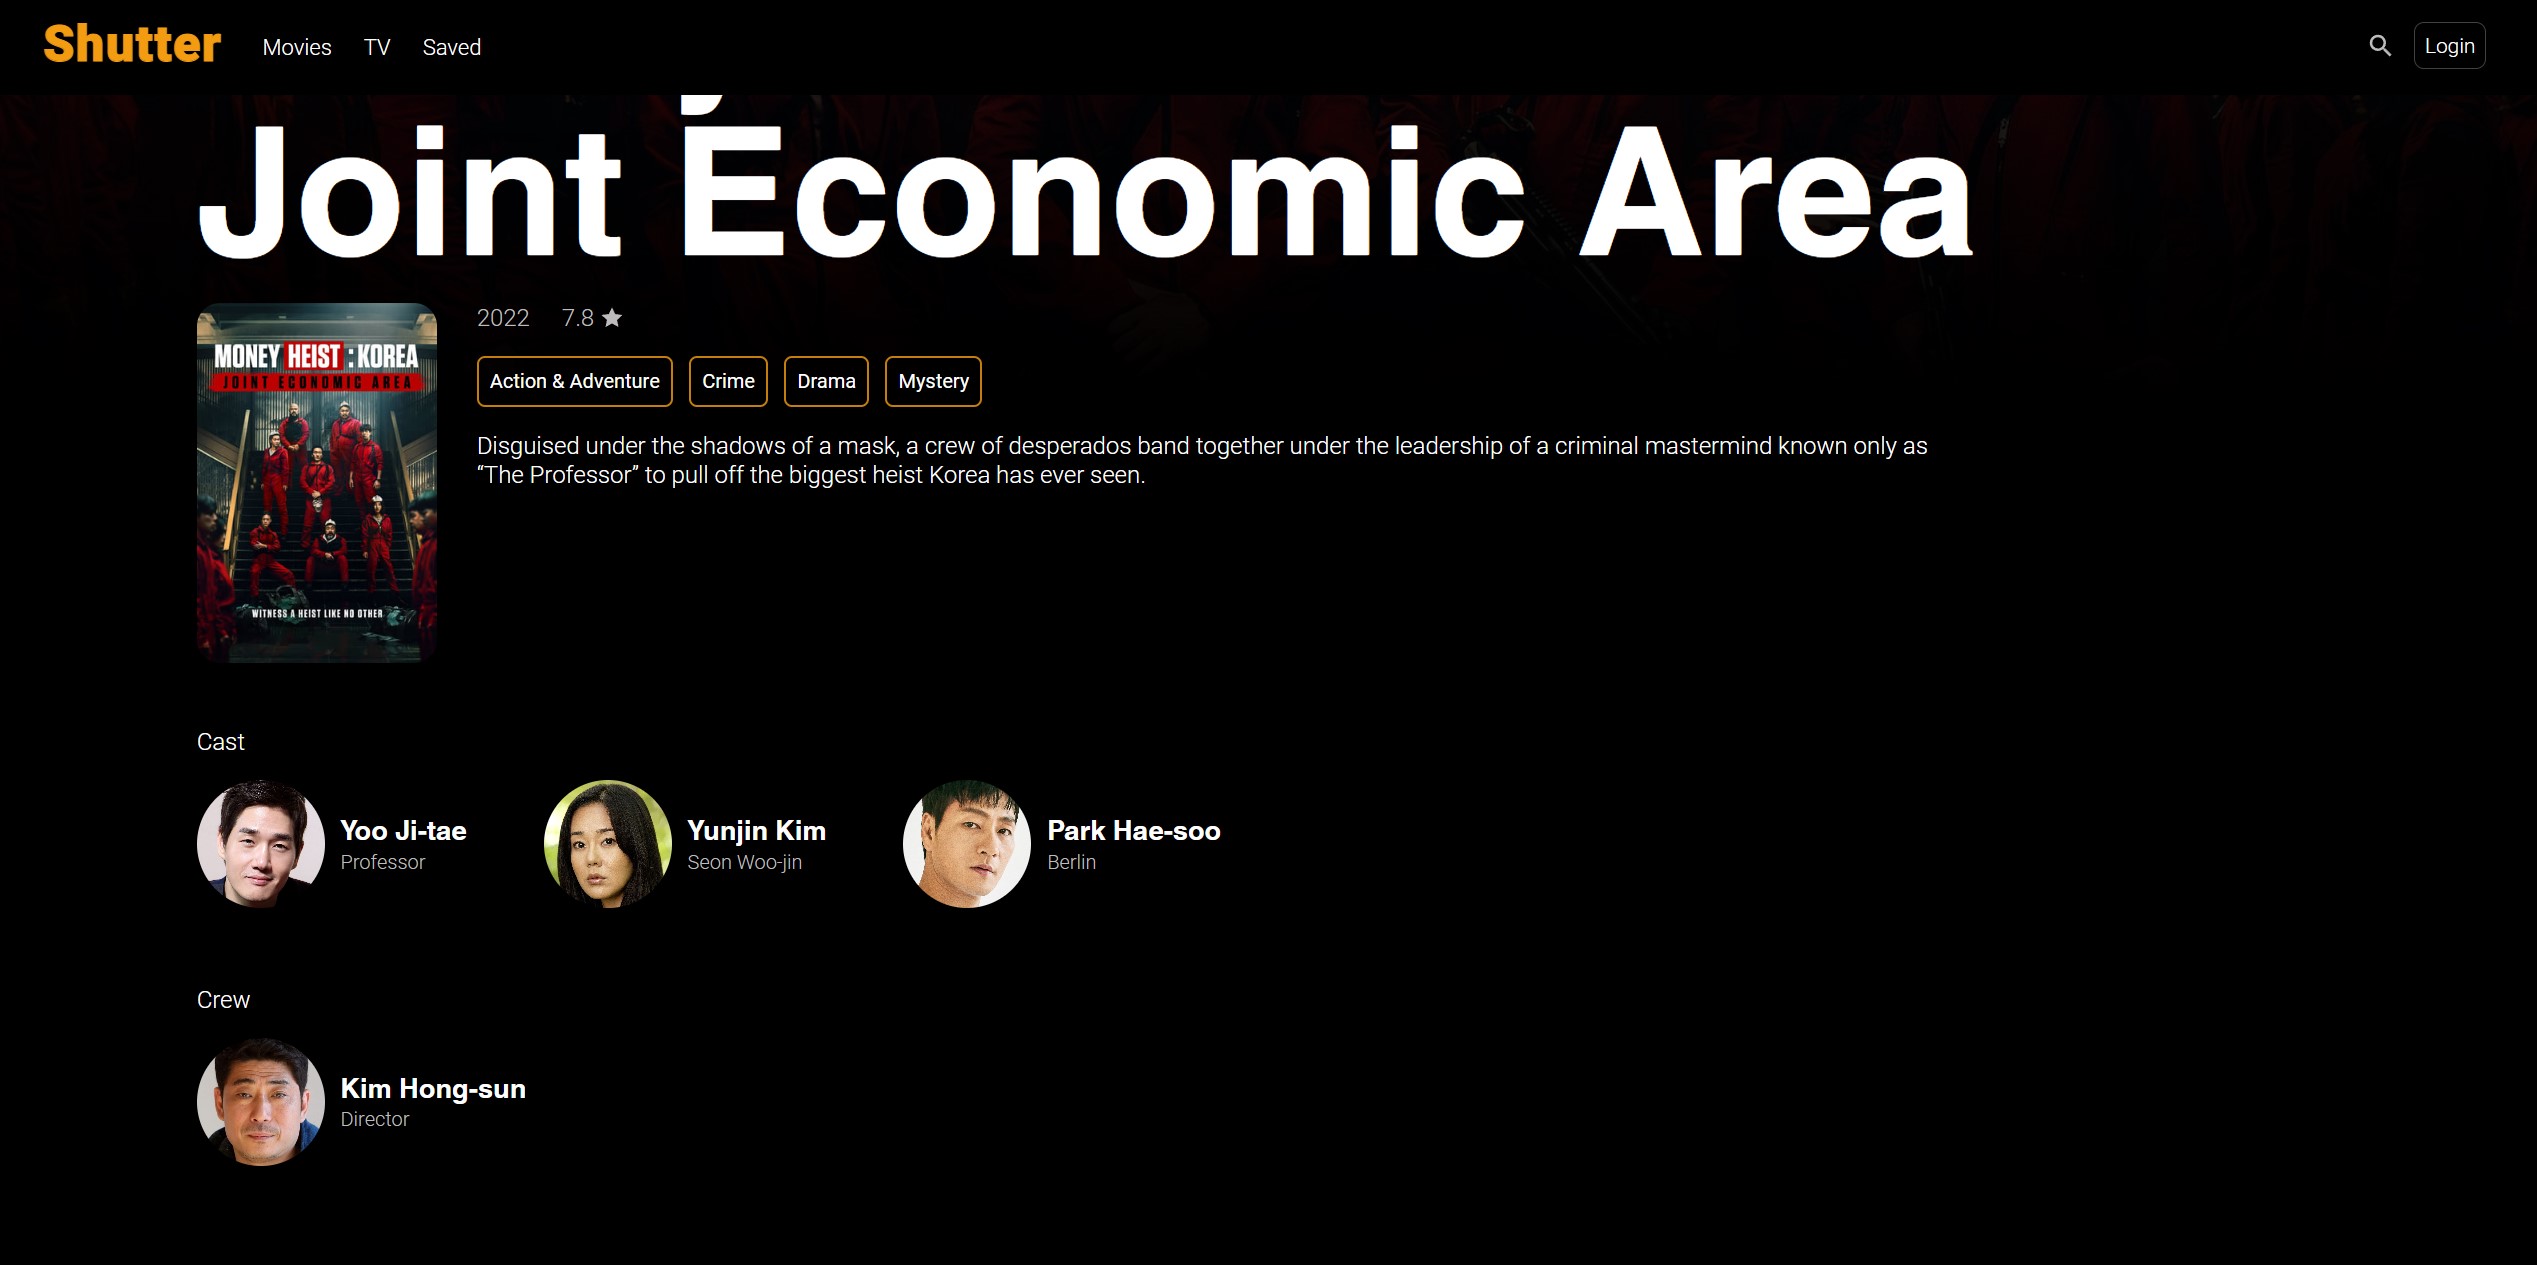 Shutter Movies TV Saved Login
Joint Economic Area
2022 7.8
MONEY HEIST : KOREA
JOINT ECONOMIC AREA
WITNESS A HEIST LIKE NO OTHER
Action & Adventure Crime Drama Mystery
Disguised under the shadows of a mask, a crew of desperados band together under the leadership of a criminal mastermind known only as
“The Professor” to pull off the biggest heist Korea has ever seen.
Cast
Yoo Ji-tae
Professor
Yunjin Kim
Seon Woo-jin
Park Hae-soo
Berlin
Crew
Kim Hong-sun
Director